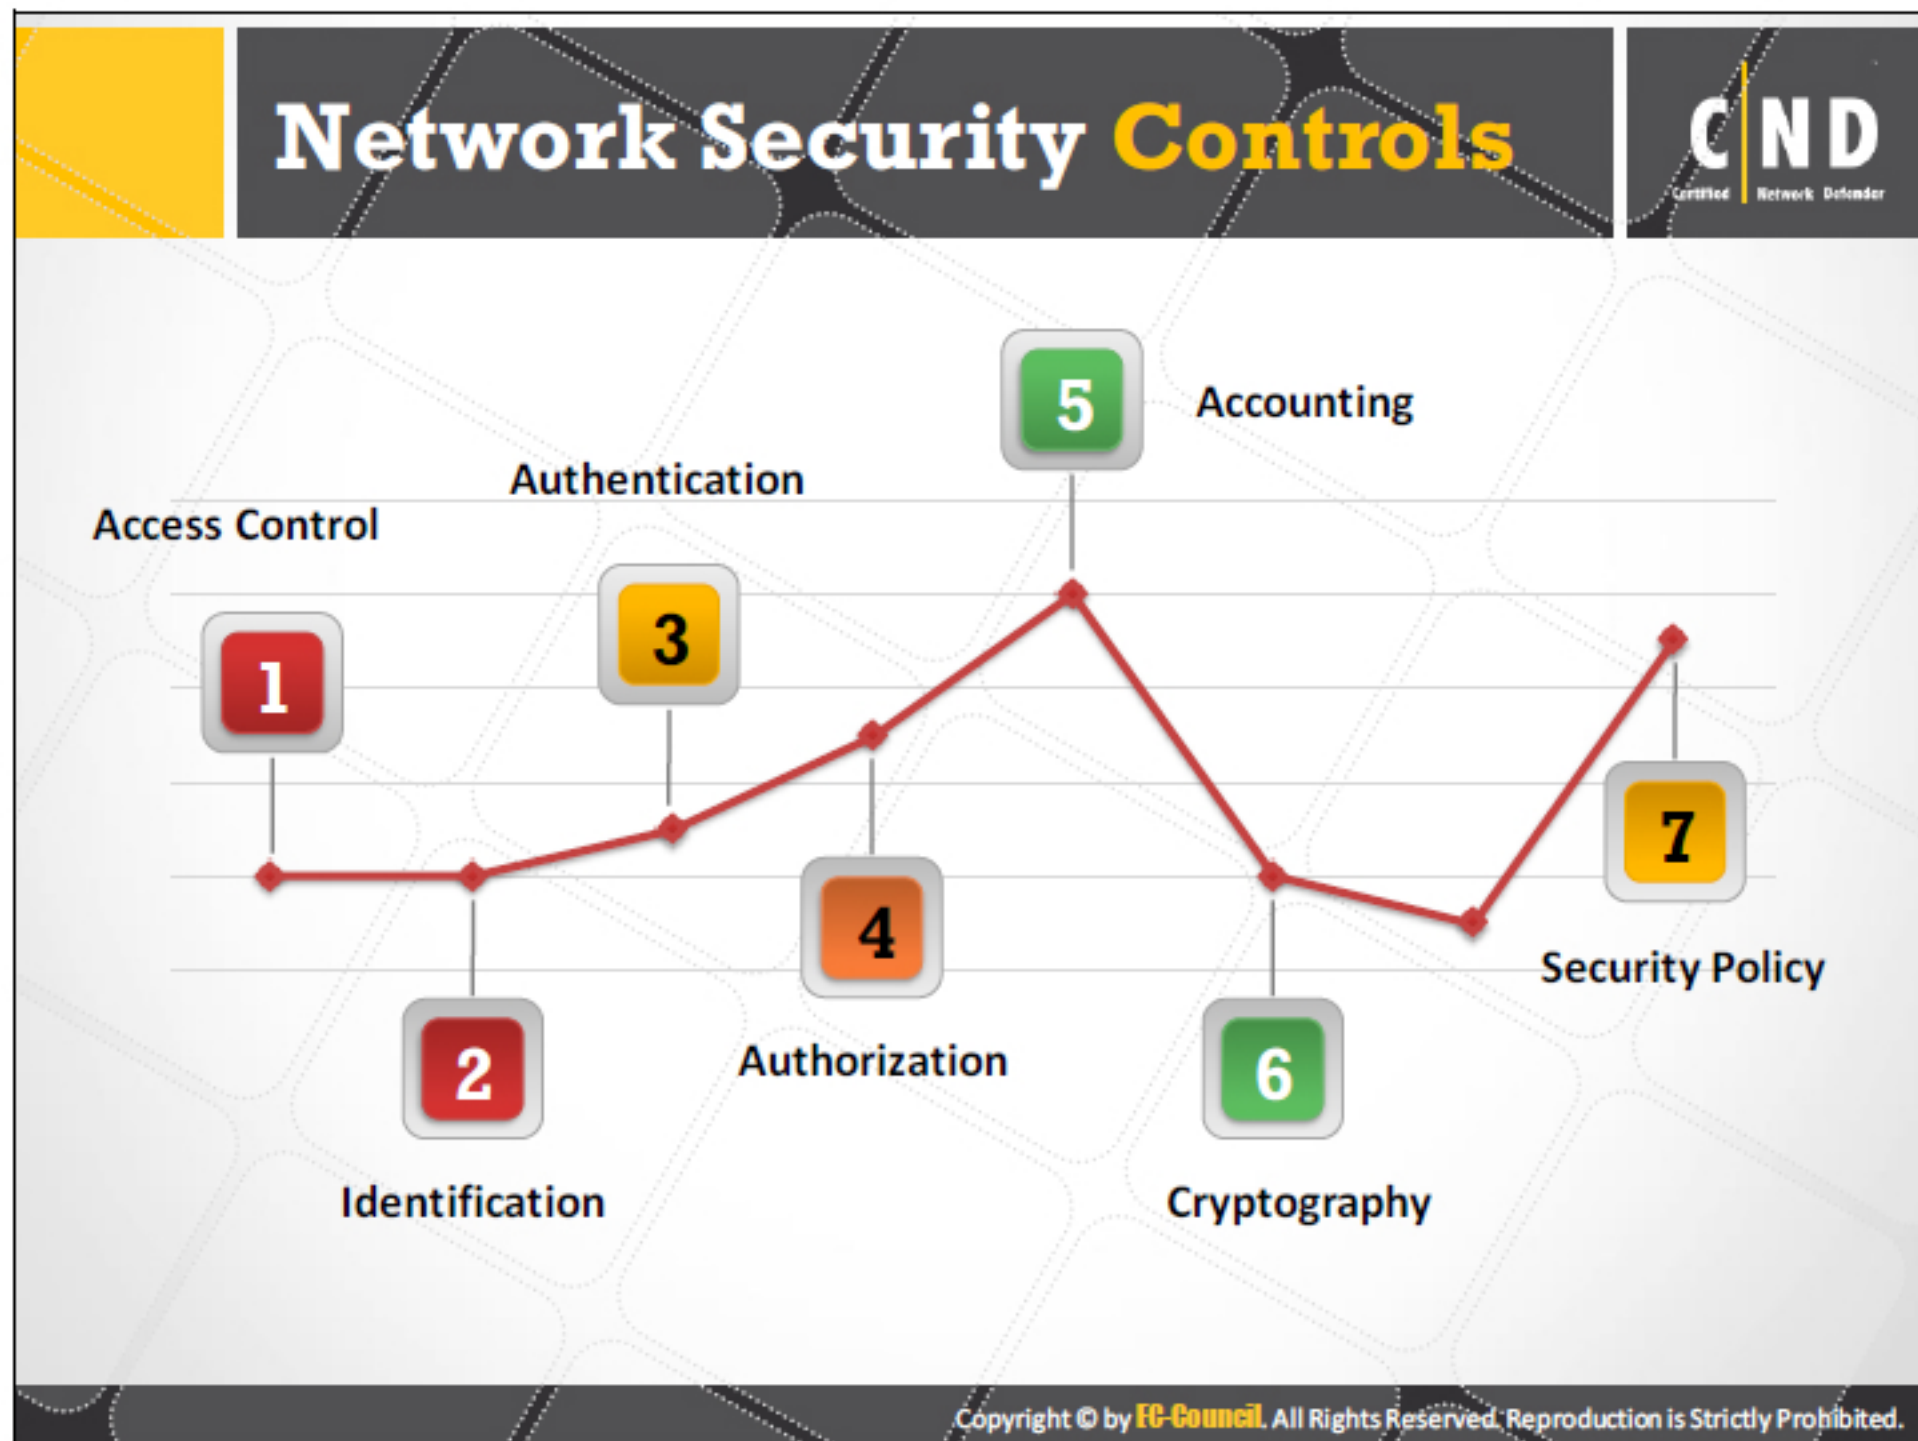 Network Security Controls
C|ND
Certified Network Defender
5
Accounting
Authentication
Access Control
3
1
7
4
Security Policy
2
Authorization
6
Identification
Cryptography
Copyright © by EC-Council. All Rights Reserved. Reproduction is Strictly Prohibited.